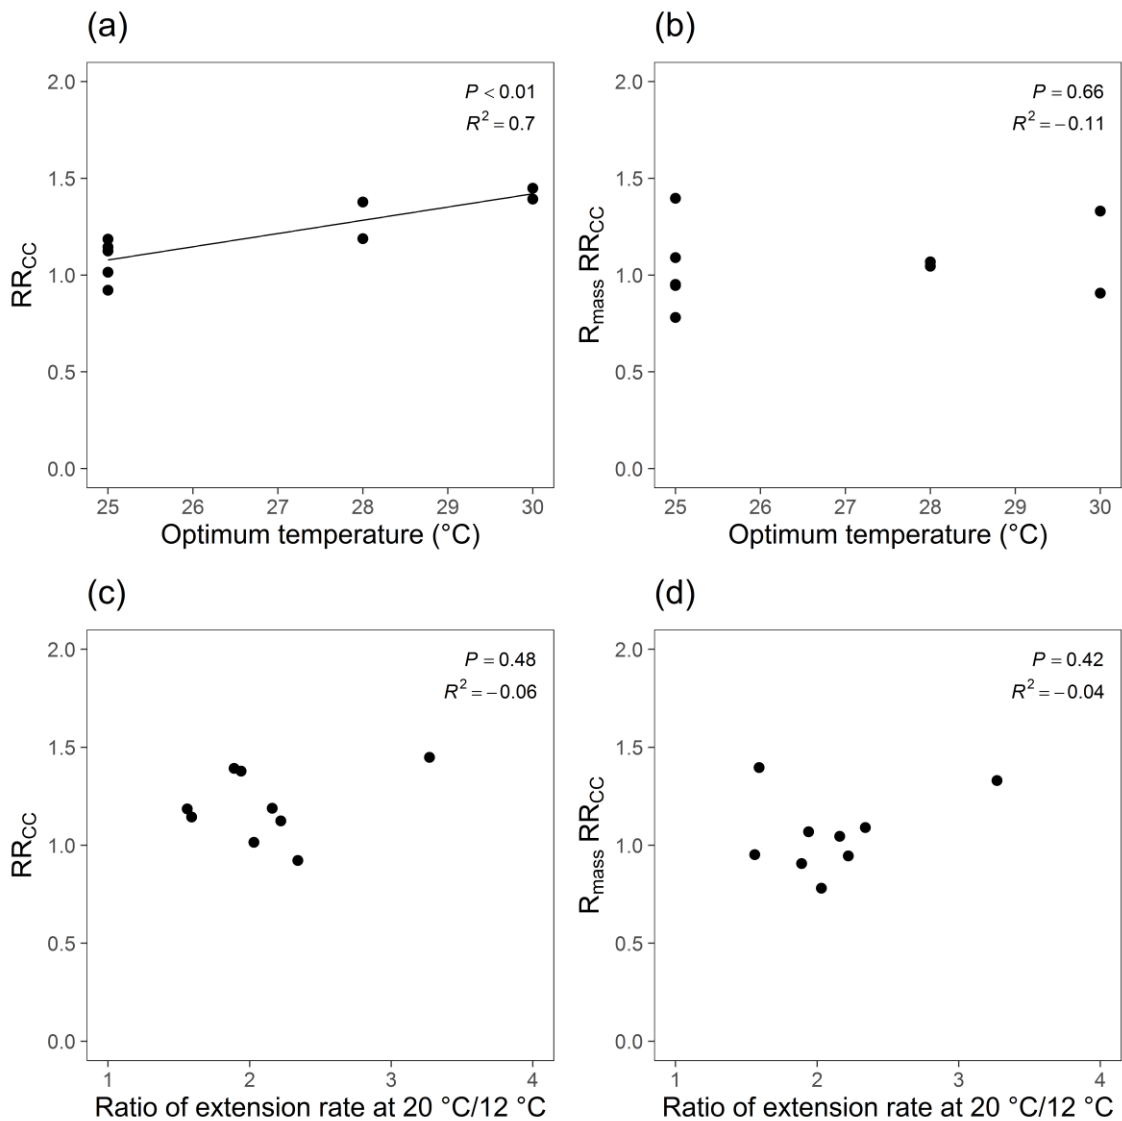 (a)
P < 0.01
R² = 0.7
2.0
1.5
1.0
0.5
0.0
RR_CC
25 26 27 28 29 30
Optimum temperature (°C)
(b)
P = 0.66
R² = −0.11
2.0
1.5
1.0
0.5
0.0
R_mass RR_CC
25 26 27 28 29 30
Optimum temperature (°C)
(c)
P = 0.48
R² = −0.06
2.0
1.5
1.0
0.5
0.0
RR_CC
1 2 3 4
Ratio of extension rate at 20 °C/12 °C
(d)
P = 0.42
R² = −0.04
2.0
1.5
1.0
0.5
0.0
R_mass RR_CC
1 2 3 4
Ratio of extension rate at 20 °C/12 °C